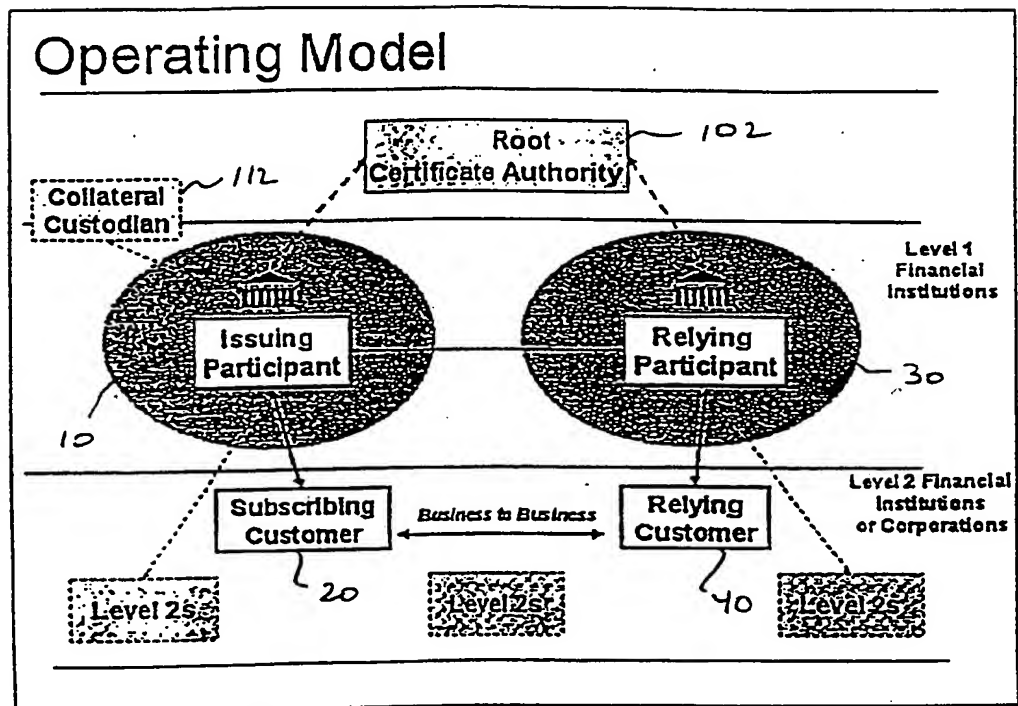 Operating Model
Root
Certificate Authority
102
Collateral
Custodian
112
Level 1
Financial
Institutions
Issuing
Participant
Relying
Participant
10
30
Level 2 Financial
Institutions
or Corporations
Subscribing
Customer
Business to Business
Relying
Customer
20
40
Level 2s
Level 2s
Level 2s